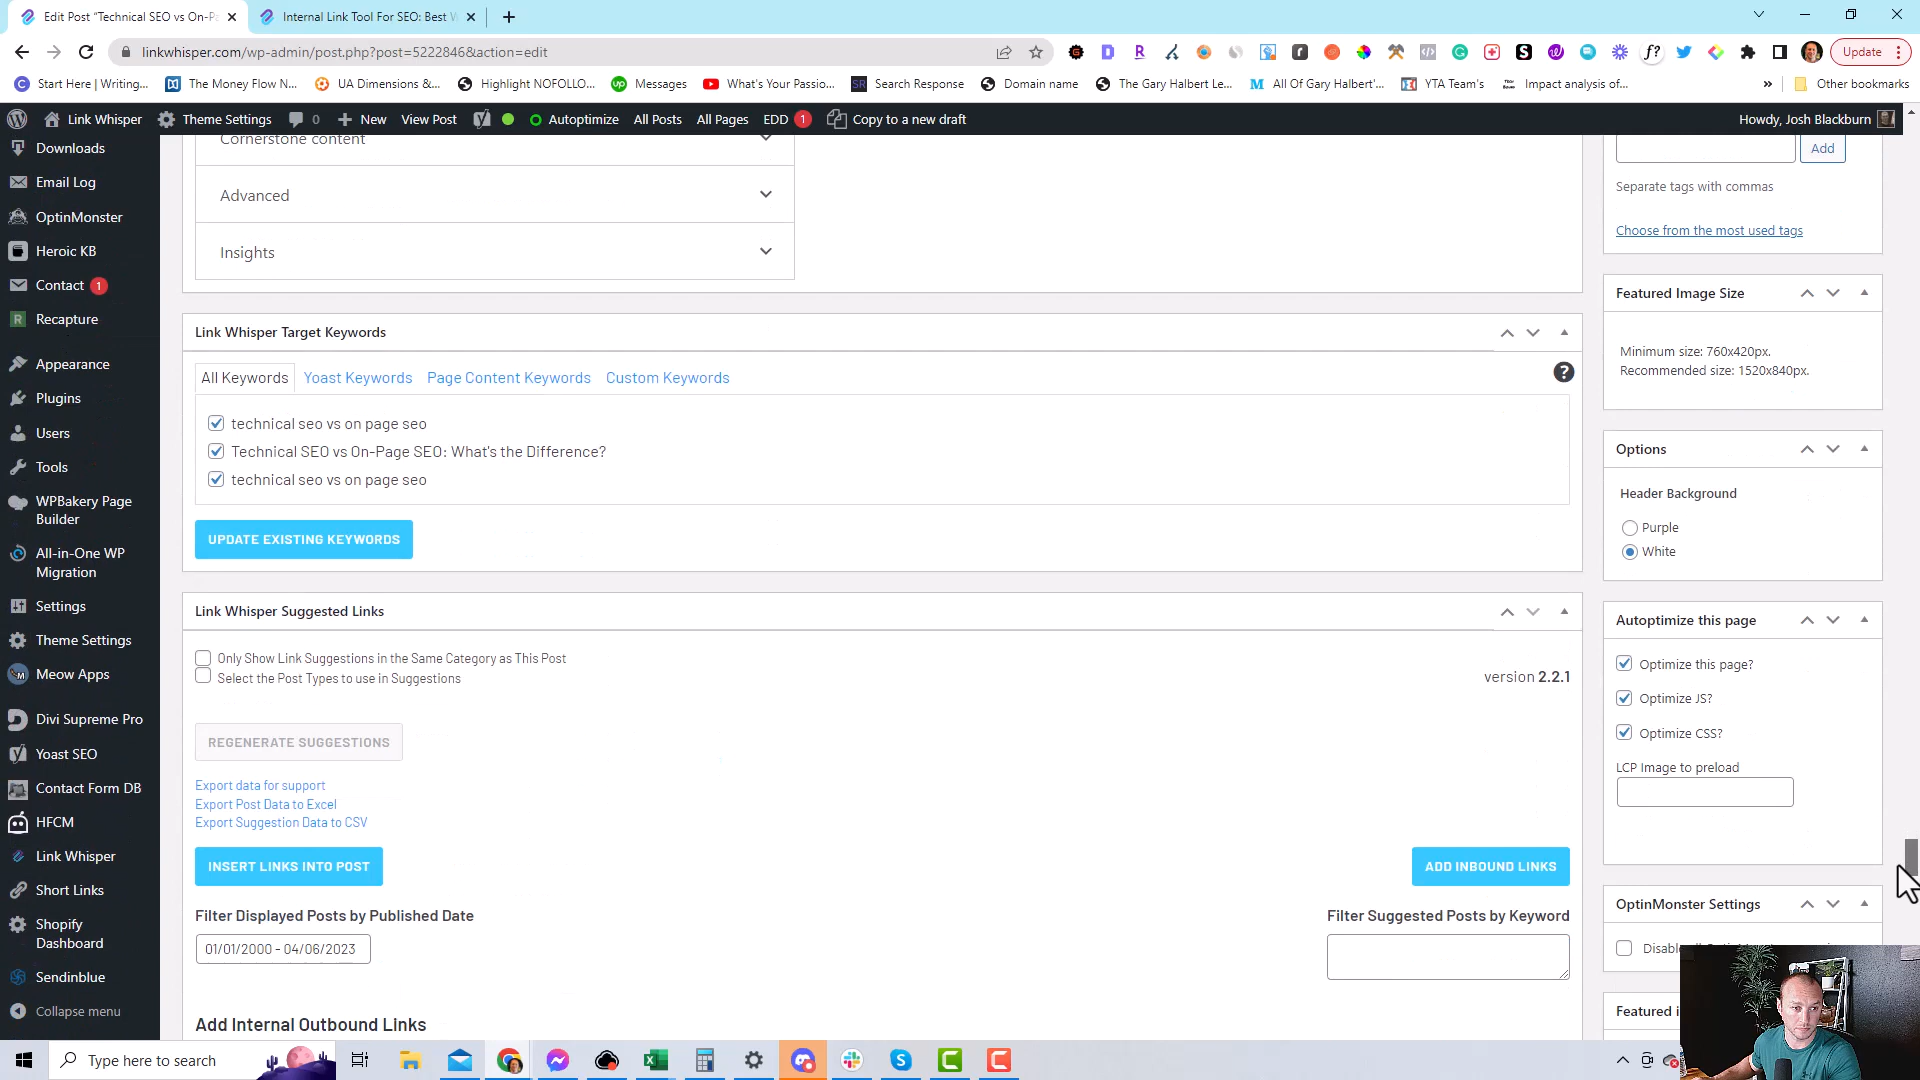 Edit Post "Technical SEO vs On-Pa
Internal Link Tool For SEO: Best W
linkwhisper.com/wp-admin/post.php?post=5222846&action=edit
Update
Start Here | Writing...
The Money Flow N...
UA Dimensions &...
Highlight NOFOLLO...
Messages
What's Your Passio...
Search Response
Domain name
The Gary Halbert Le...
All Of Gary Halbert'...
YTA Team's
Impact analysis of...
Other bookmarks
Link Whisper
Theme Settings
0
New
View Post
Autoptimize
All Posts
All Pages
EDD 1
Copy to a new draft
Howdy, Josh Blackburn
Downloads
Email Log
OptinMonster
Heroic KB
Contact 1
Recapture
Appearance
Plugins
Users
Tools
WPBakery Page
Builder
All-in-One WP
Migration
Settings
Theme Settings
Meow Apps
Divi Supreme Pro
Yoast SEO
Contact Form DB
HFCM
Link Whisper
Short Links
Shopify
Dashboard
Sendinblue
Collapse menu
Cornerstone content
Advanced
Insights
Link Whisper Target Keywords
All Keywords
Yoast Keywords
Page Content Keywords
Custom Keywords
technical seo vs on page seo
Technical SEO vs On-Page SEO: What's the Difference?
technical seo vs on page seo
UPDATE EXISTING KEYWORDS
Link Whisper Suggested Links
Only Show Link Suggestions in the Same Category as This Post
Select the Post Types to use in Suggestions
version 2.2.1
REGENERATE SUGGESTIONS
Export data for support
Export Post Data to Excel
Export Suggestion Data to CSV
INSERT LINKS INTO POST
ADD INBOUND LINKS
Filter Displayed Posts by Published Date
01/01/2000 - 04/06/2023
Filter Suggested Posts by Keyword
Add Internal Outbound Links
Add
Separate tags with commas
Choose from the most used tags
Featured Image Size
Minimum size: 760x420px.
Recommended size: 1520x840px.
Options
Header Background
Purple
White
Autoptimize this page
Optimize this page?
Optimize JS?
Optimize CSS?
LCP Image to preload
OptinMonster Settings
Featured i
Type here to search